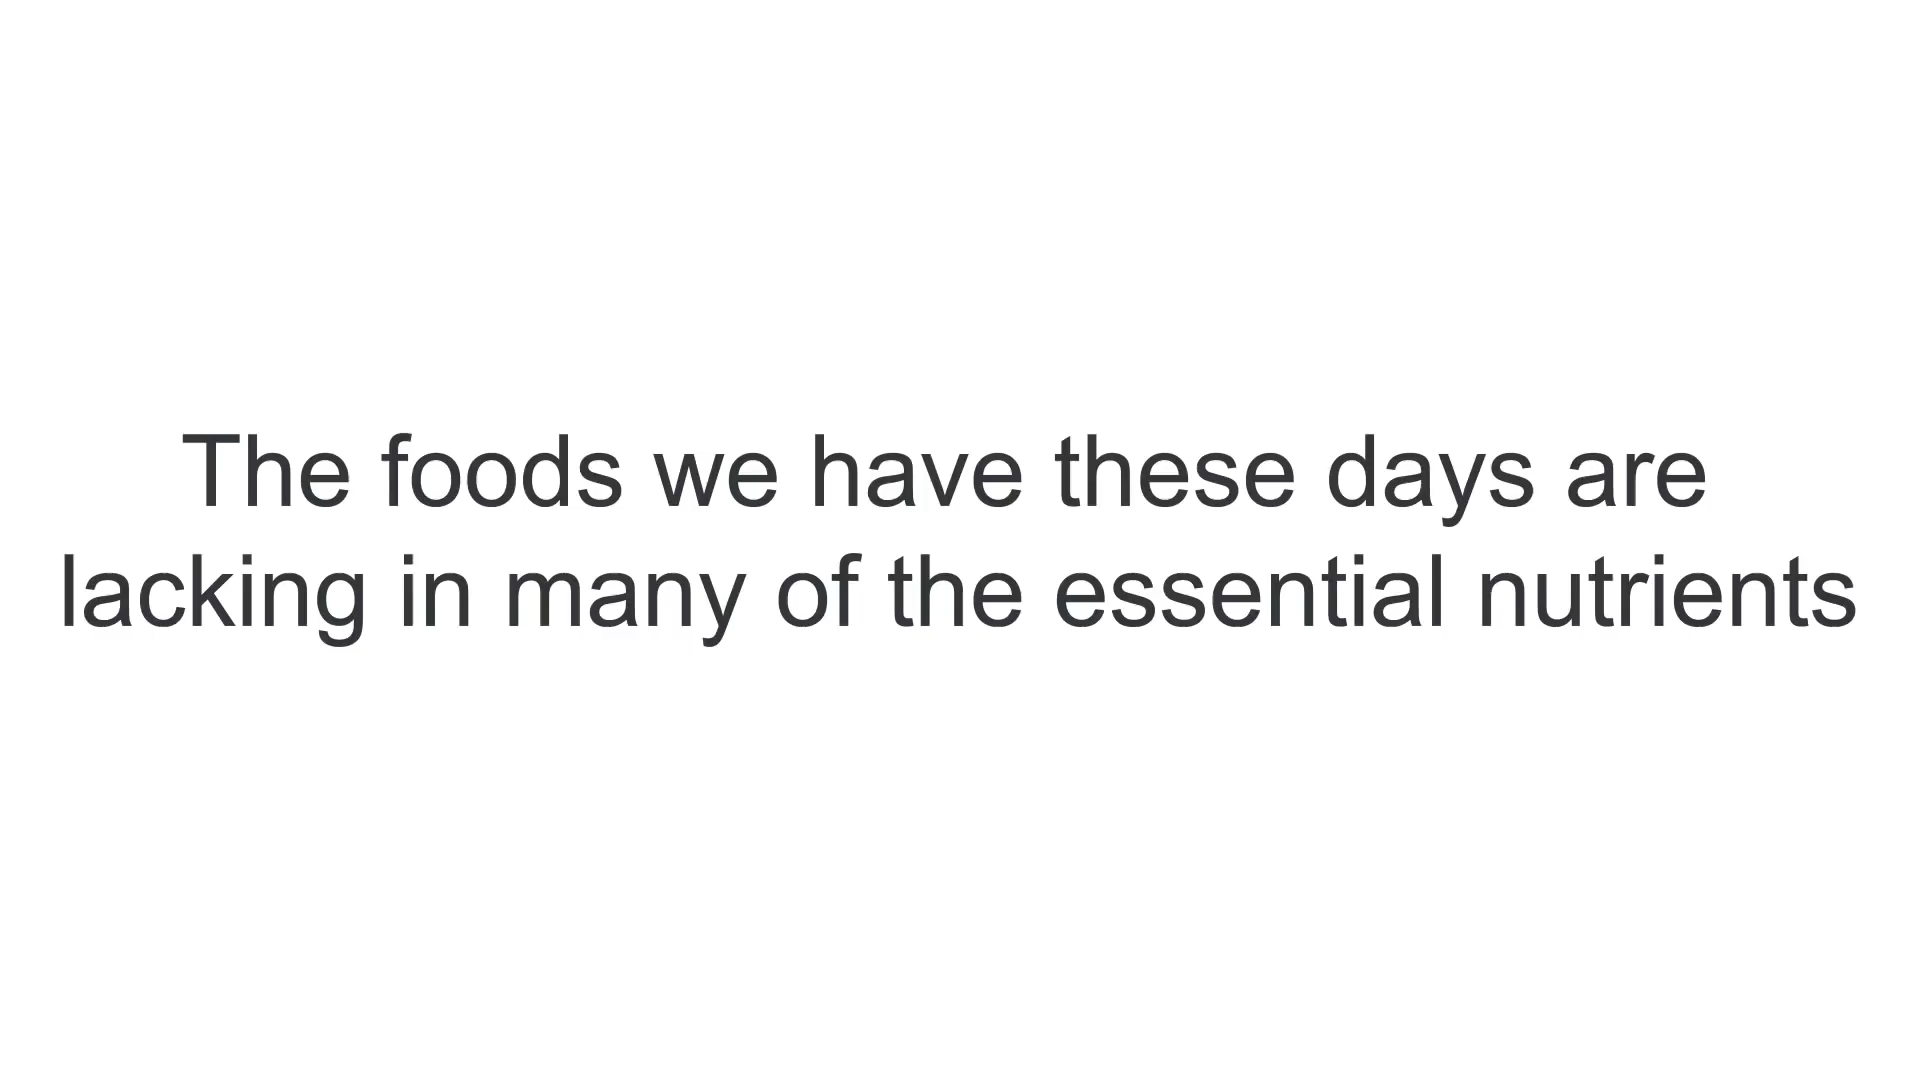 The foods we have these days are
lacking in many of the essential nutrients